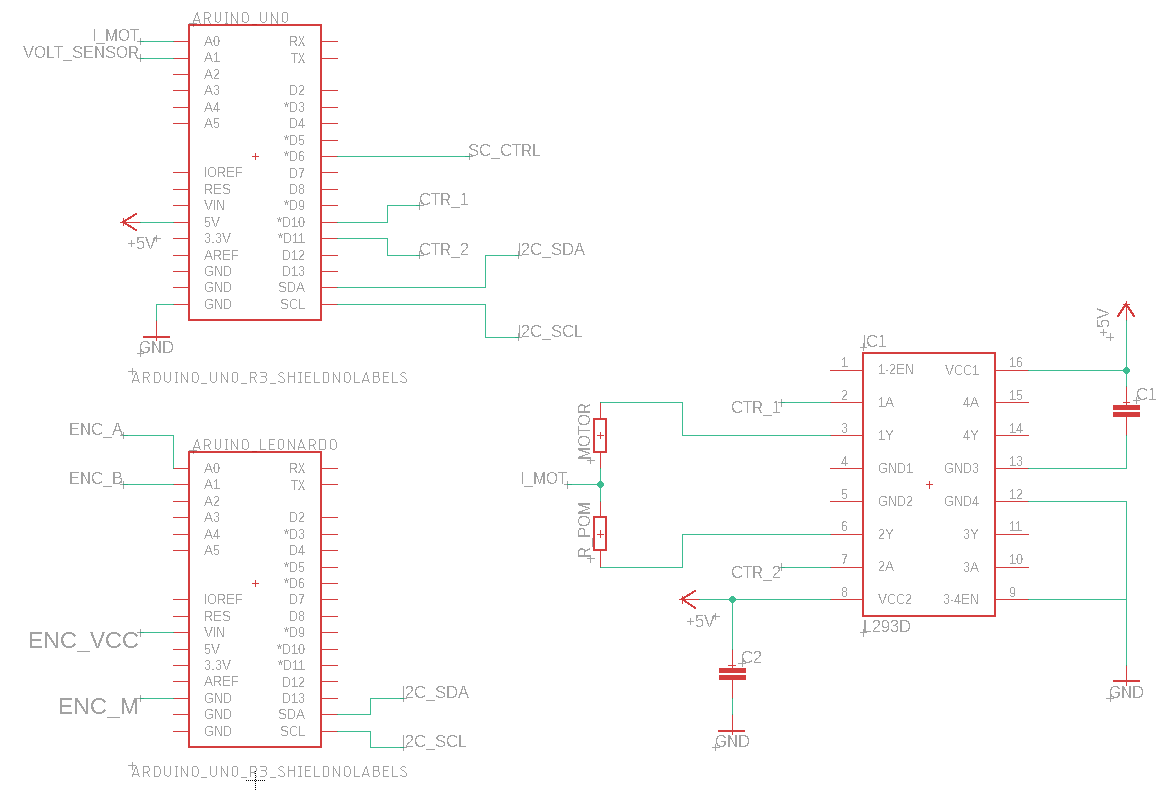 ARUINO UNO
I_MOT
VOLT_SENSOR
A0 RX
A1 TX
A2
A3 D2
A4 *D3
A5 D4
*D5
*D6
SC_CTRL
IOREF D7
RES D8
VIN *D9
CTR_1
5V *D10
+5V
3.3V *D11
AREF D12
CTR_2
I2C_SDA
GND D13
GND SDA
GND SCL
I2C_SCL
GND
ARDUINO_UNO_R3_SHIELDNOLABELS
ENC_A
ENC_B
ARUINO LEONARDO
A0 RX
A1 TX
A2
A3 D2
A4 *D3
A5 D4
*D5
*D6
IOREF D7
RES D8
VIN *D9
ENC_VCC
5V *D10
3.3V *D11
AREF D12
GND D13
ENC_M
GND SDA
GND SCL
I2C_SDA
I2C_SCL
ARDUINO_UNO_R3_SHIELDNOLABELS
MOTOR
I_MOT
R_POM
CTR_1
CTR_2
+5V
C2
GND
IC1
1 1-2EN VCC1 16
2 1A 4A 15
3 1Y 4Y 14
4 GND1 GND3 13
5 GND2 GND4 12
6 2Y 3Y 11
7 2A 3A 10
8 VCC2 3-4EN 9
L293D
+5V
C1
GND